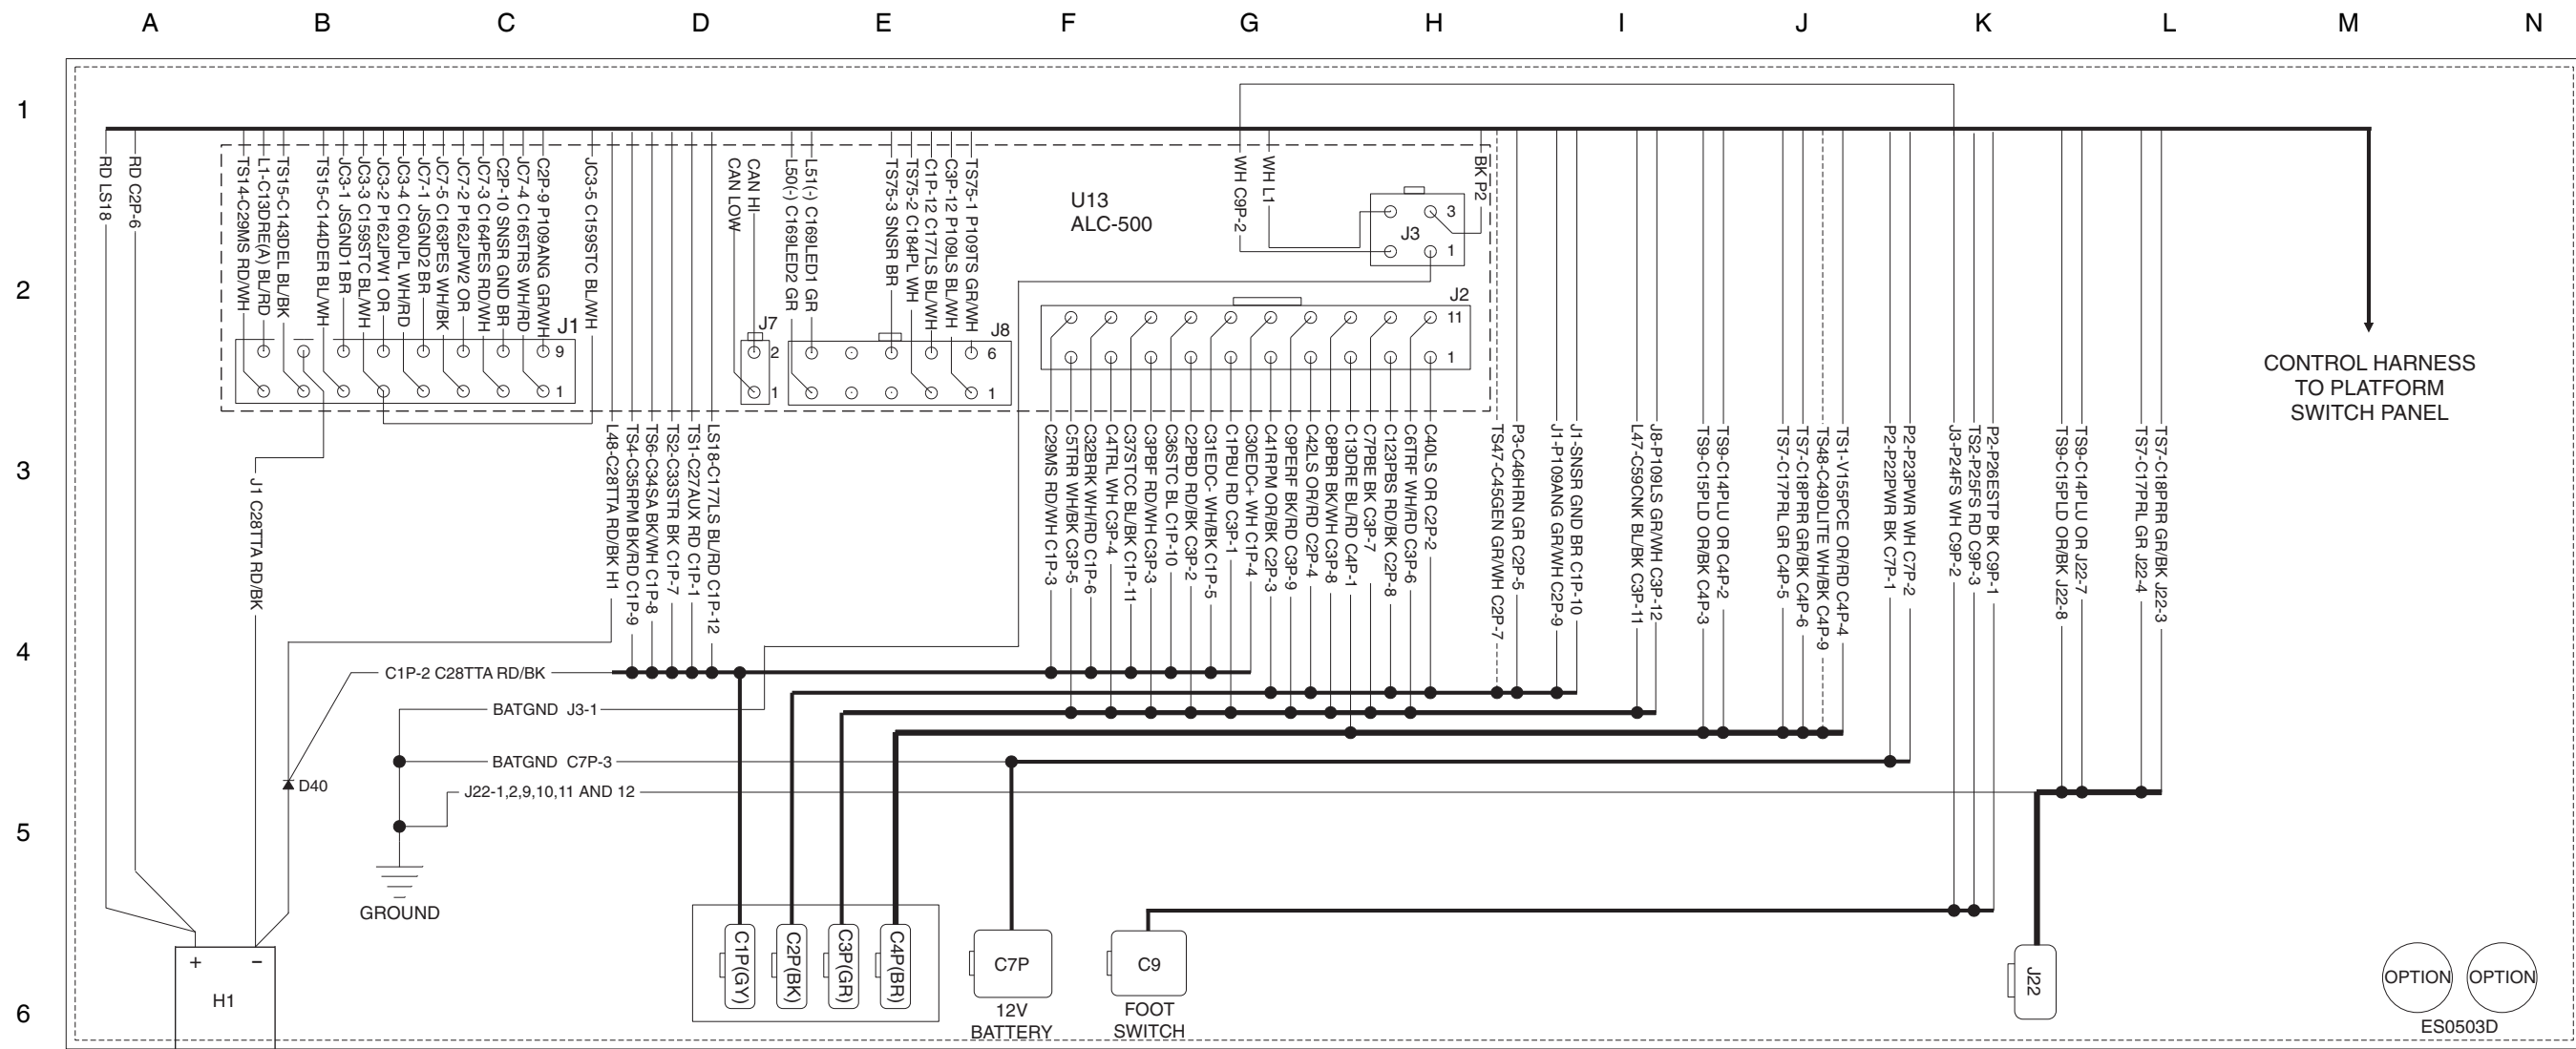 A B C D E F G H I J K L M N
1
2
3
4
5
6
RD LS18
RD C2P-6
TS14-C29MS RD/WH
L1-C13DRE(A) BL/RD
TS15-C143DEL BL/BK
TS15-C144DER BL/WH
JC3-1 JSGND1 BR
JC3-3 C159STC BL/WH
JC3-2 P162JPW1 OR
JC3-4 C160JPL WH/RD
JC7-1 JSGND2 BR
JC7-5 C163PES WH/BK
JC7-2 P162JPW2 OR
JC7-3 C164PES RD/WH
C2P-10 SNSR GND BR
JC7-4 C165TRS WH/RD
C2P-9 P109ANG GR/WH
JC3-5 C159STC BL/WH
J1
9
1
CAN LOW
CAN HI
J7
2
1
L50(-) C169LED2 GR
L51(-) C169LED1 GR
TS75-3 SNSR BR
TS75-2 C184PL WH
C1P-12 C177LS BL/WH
C3P-12 P109LS BL/WH
TS75-1 P109TS GR/WH
J8
6
1
U13
ALC-500
WH C9P-2
WH L1
BK P2
3
J3
1
J2
11
1
CONTROL HARNESS
TO PLATFORM
SWITCH PANEL
J1 C28TTA RD/BK
L48-C28TTA RD/BK H1
TS4-C35RPM BK/RD C1P-9
TS6-C34SA BK/WH C1P-8
TS2-C33STR BK C1P-7
TS1-C27AUX RD C1P-1
LS18-C177LS BL/RD C1P-12
C29MS RD/WH C1P-3
C5TRR WH/BK C3P-5
C32BRK WH/RD C1P-6
C4TRL WH C3P-4
C37STCC BL/BK C1P-11
C3PBF RD/WH C3P-3
C36STC BL C1P-10
C2PBD RD/BK C3P-2
C31EDC- WH/BK C1P-5
C1PBU RD C3P-1
C30EDC+ WH C1P-4
C41RPM OR/BK C2P-3
C9PERF BK/RD C3P-9
C42LS OR/RD C2P-4
C8PBR BK/WH C3P-8
C13DRE BL/RD C4P-1
C7PBE BK C3P-7
C123PBS RD/BK C2P-8
C6TRF WH/RD C3P-6
C40LS OR C2P-2
TS47-C45GEN GR/WH C2P-7
P3-C46HRN GR C2P-5
J1-P109ANG GR/WH C2P-9
J1-SNSR GND BR C1P-10
L47-C59CNK BL/BK C3P-11
J8-P109LS GR/WH C3P-12
TS9-C15PLD OR/BK C4P-3
TS9-C14PLU OR C4P-2
TS7-C17PRL GR C4P-5
TS7-C18PRR GR/BK C4P-6
TS48-C49DLITE WH/BK C4P-9
TS1-V155PCE OR/RD C4P-4
P2-P22PWR BK C7P-1
P2-P23PWR WH C7P-2
J3-P24FS WH C9P-2
TS2-P25FS RD C9P-3
P2-P26ESTP BK C9P-1
TS9-C15PLD OR/BK J22-8
TS9-C14PLU OR J22-7
TS7-C17PRL GR J22-4
TS7-C18PRR GR/BK J22-3
C1P-2 C28TTA RD/BK
BATGND J3-1
BATGND C7P-3
D40
J22-1,2,9,10,11 AND 12
GROUND
+ −
H1
C1P(GY)
C2P(BK)
C3P(GR)
C4P(BR)
C7P
12V
BATTERY
C9
FOOT
SWITCH
J22
OPTION
OPTION
ES0503D